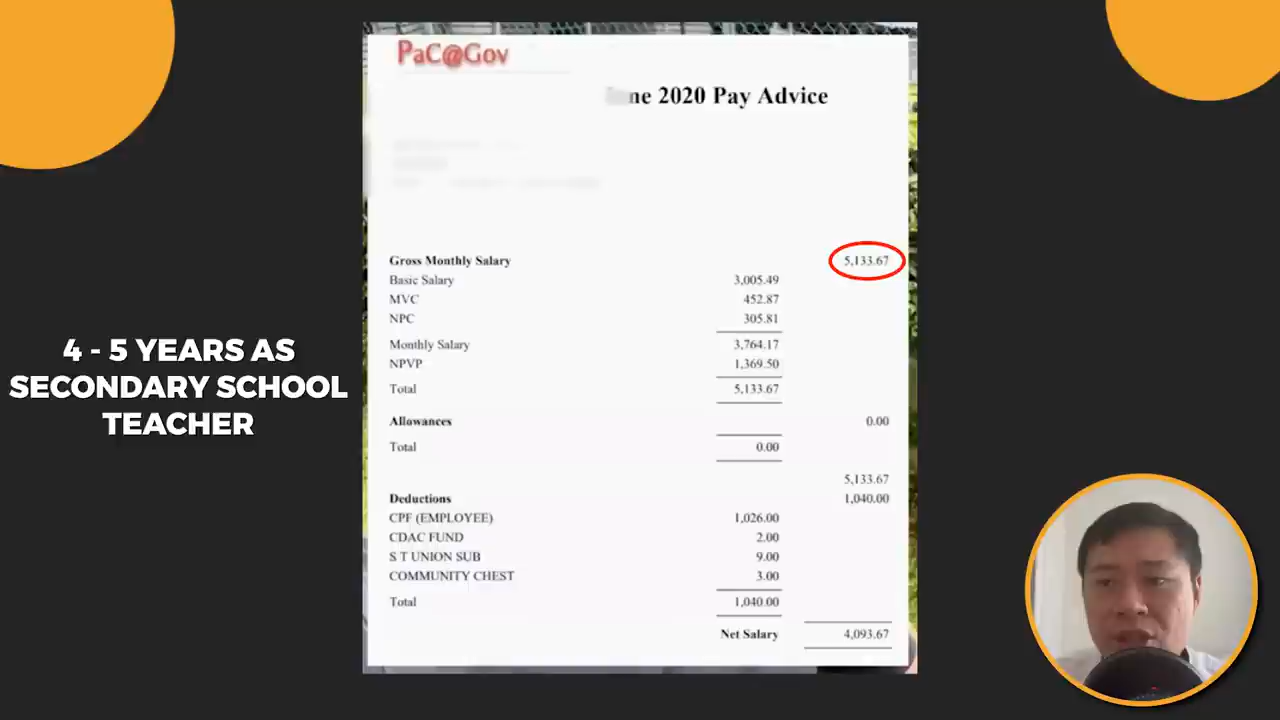 PaC@Gov
ne 2020 Pay Advice
Gross Monthly Salary 5,133.67
Basic Salary 3,005.49
MVC 452.87
NPC 305.81
Monthly Salary 3,764.17
NPVP 1,369.50
Total 5,133.67
Allowances 0.00
Total 0.00
5,133.67
Deductions 1,040.00
CPF (EMPLOYEE) 1,026.00
CDAC FUND 2.00
S T UNION SUB 9.00
COMMUNITY CHEST 3.00
Total 1,040.00
Net Salary 4,093.67
4 - 5 YEARS AS
SECONDARY SCHOOL
TEACHER